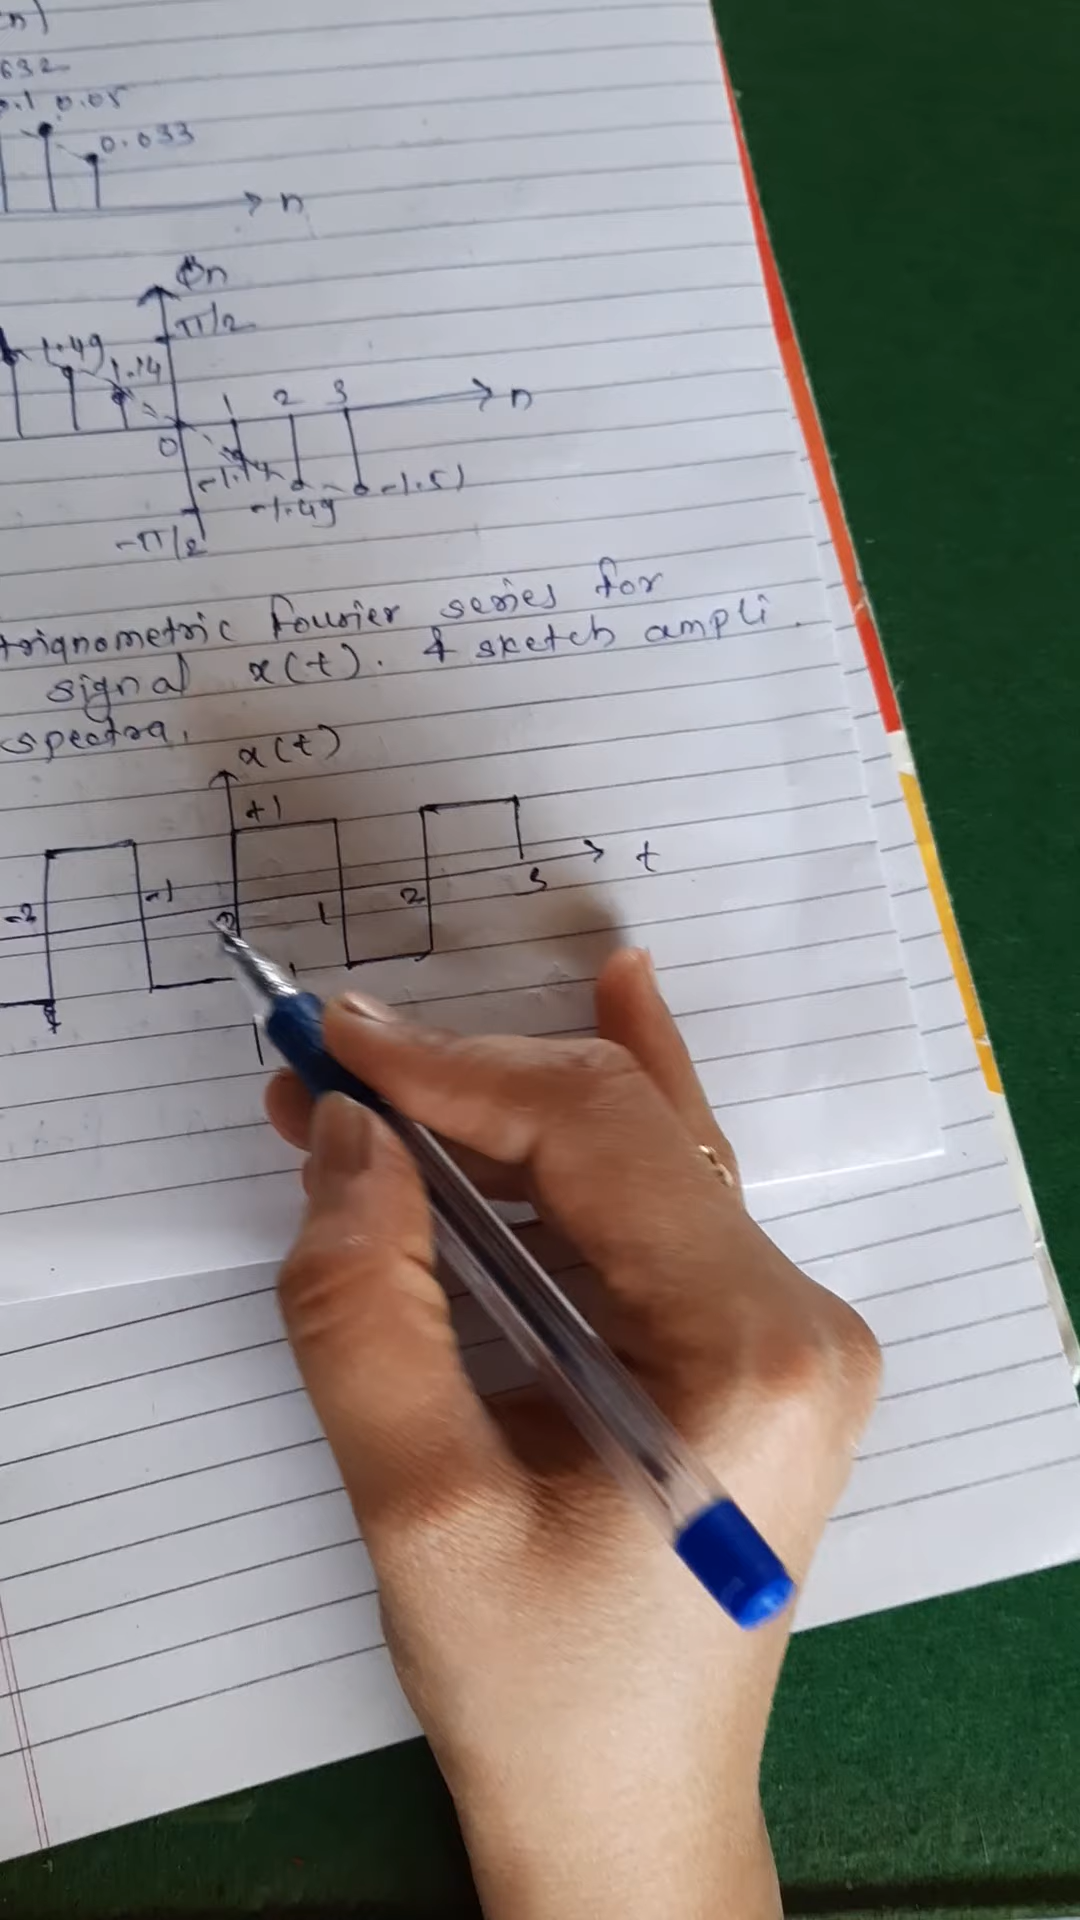 n)
632
0.1 0.05
0.033
n
Φn
π/2
1.49
1.14
1 2 3
n
0
-1.14
-1.49
-1.51
-π/2
trignometric fourier series for
signal x(t). & sketch ampli.
spectra.
x(t)
+1
t
-2 -1 1 2 3